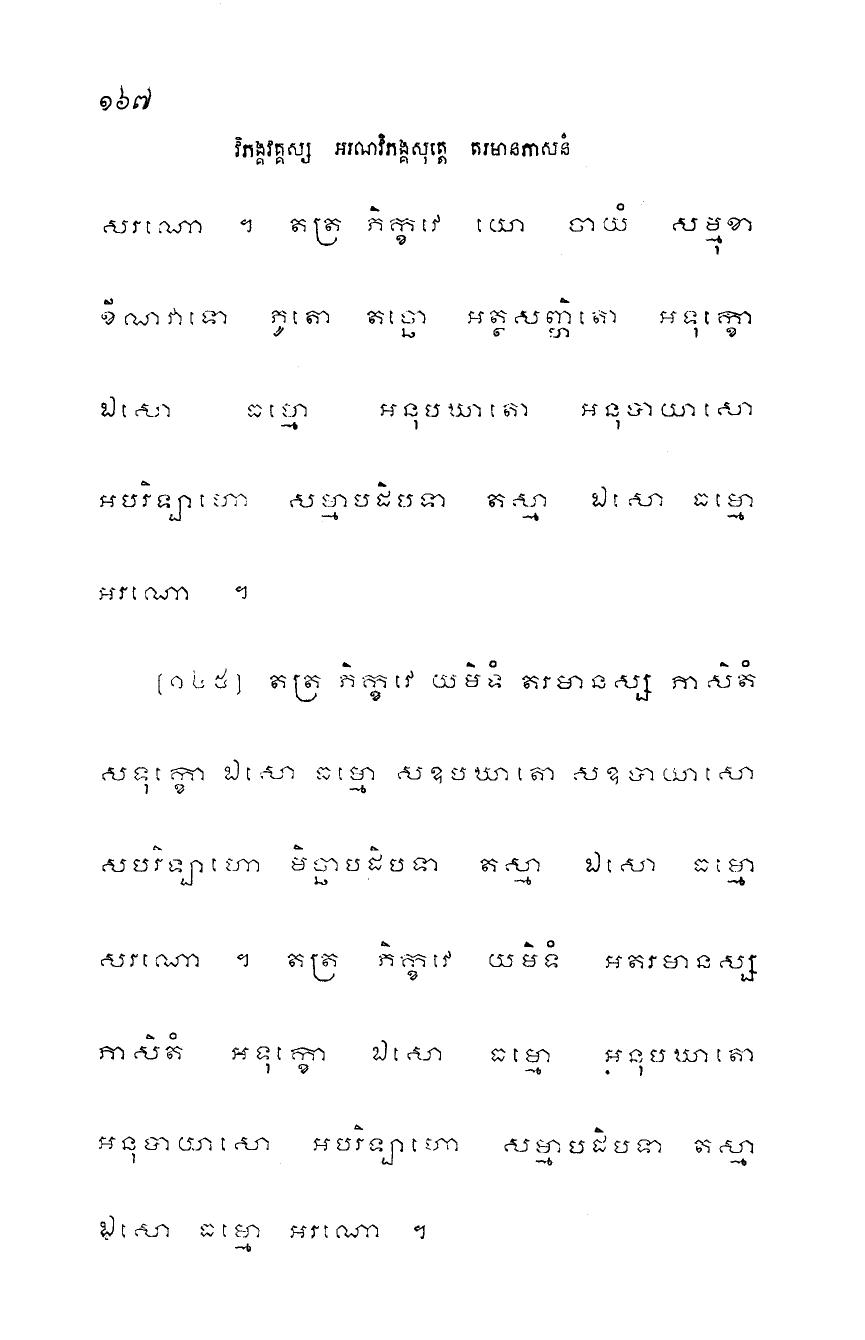 ១៦៧
វិភង្គវគ្គស្ស អរណវិភង្គសុត្តេ តរមានភាសនំ
សរណោ ។ តត្រ ភិក្ខវេ យោ បាយំ សម្មុខា
ខីណវាទោ ភូតោ តច្ឆោ អត្ថសញ្ហិតោ អទុក្ខោ
ឯសោ ធម្មោ អនុបឃាតោ អនុបាយាសោ
អបរិឡ្បាហោ សម្មាបដិបទា តស្មា ឯសោ ធម្មោ
អរណោ ។
[១៤៥] តត្រ ភិក្ខវេ យមិទំ តរមានស្ស ភាសិតំ
សទុក្ខោ ឯសោ ធម្មោ សឧបឃាតោ សឧបាយាសោ
សបរិឡ្បាហោ មិច្ឆាបដិបទា តស្មា ឯសោ ធម្មោ
សរណោ ។ តត្រ ភិក្ខវេ យមិទំ អតរមានស្ស
ភាសិតំ អទុក្ខោ ឯសោ ធម្មោ អនុបឃាតោ
អនុបាយាសោ អបរិឡ្បាហោ សម្មាបដិបទា តស្មា
ឯសោ ធម្មោ អរណោ ។